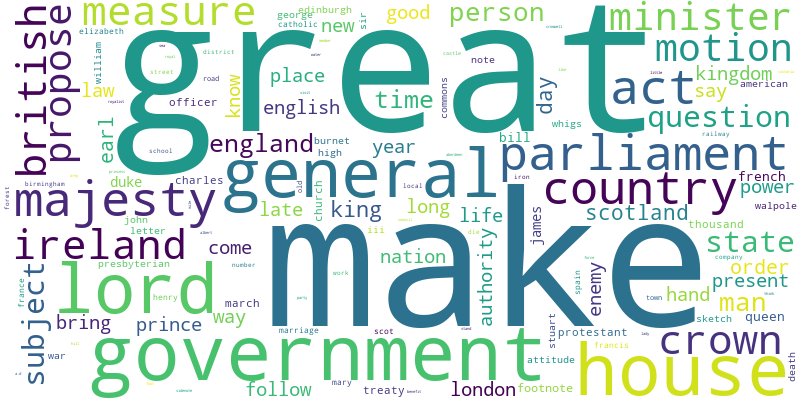 measure
great
good
person
minister
edinburgh
george
catholic
new
sir
elizabeth
british
propose
william
law
know
place
time
motion
kingdom
act
say
american
question
note
commons
day
officer
english
road
district
street
earl
school
england
burnet
high
year
bill
whigs
railway
parliament
general
country
french
power
walpole
majesty
duke
charles
birmingham
forest
late
church
old
king
local
long
life
iron
james
scotland
thousand
john
letter
iii
ireland
come
nation
authority
state
company
order
present
man
presbyterian
number
lord
henry
make
work
spain
enemy
hand
town
sketch
queen
france
subject
bring
prince
way
march
war
party
marriage
scot
stuart
protestant
crown
government
attitude
francis
house
death
follow
mary
treaty
london
footnote
benefit